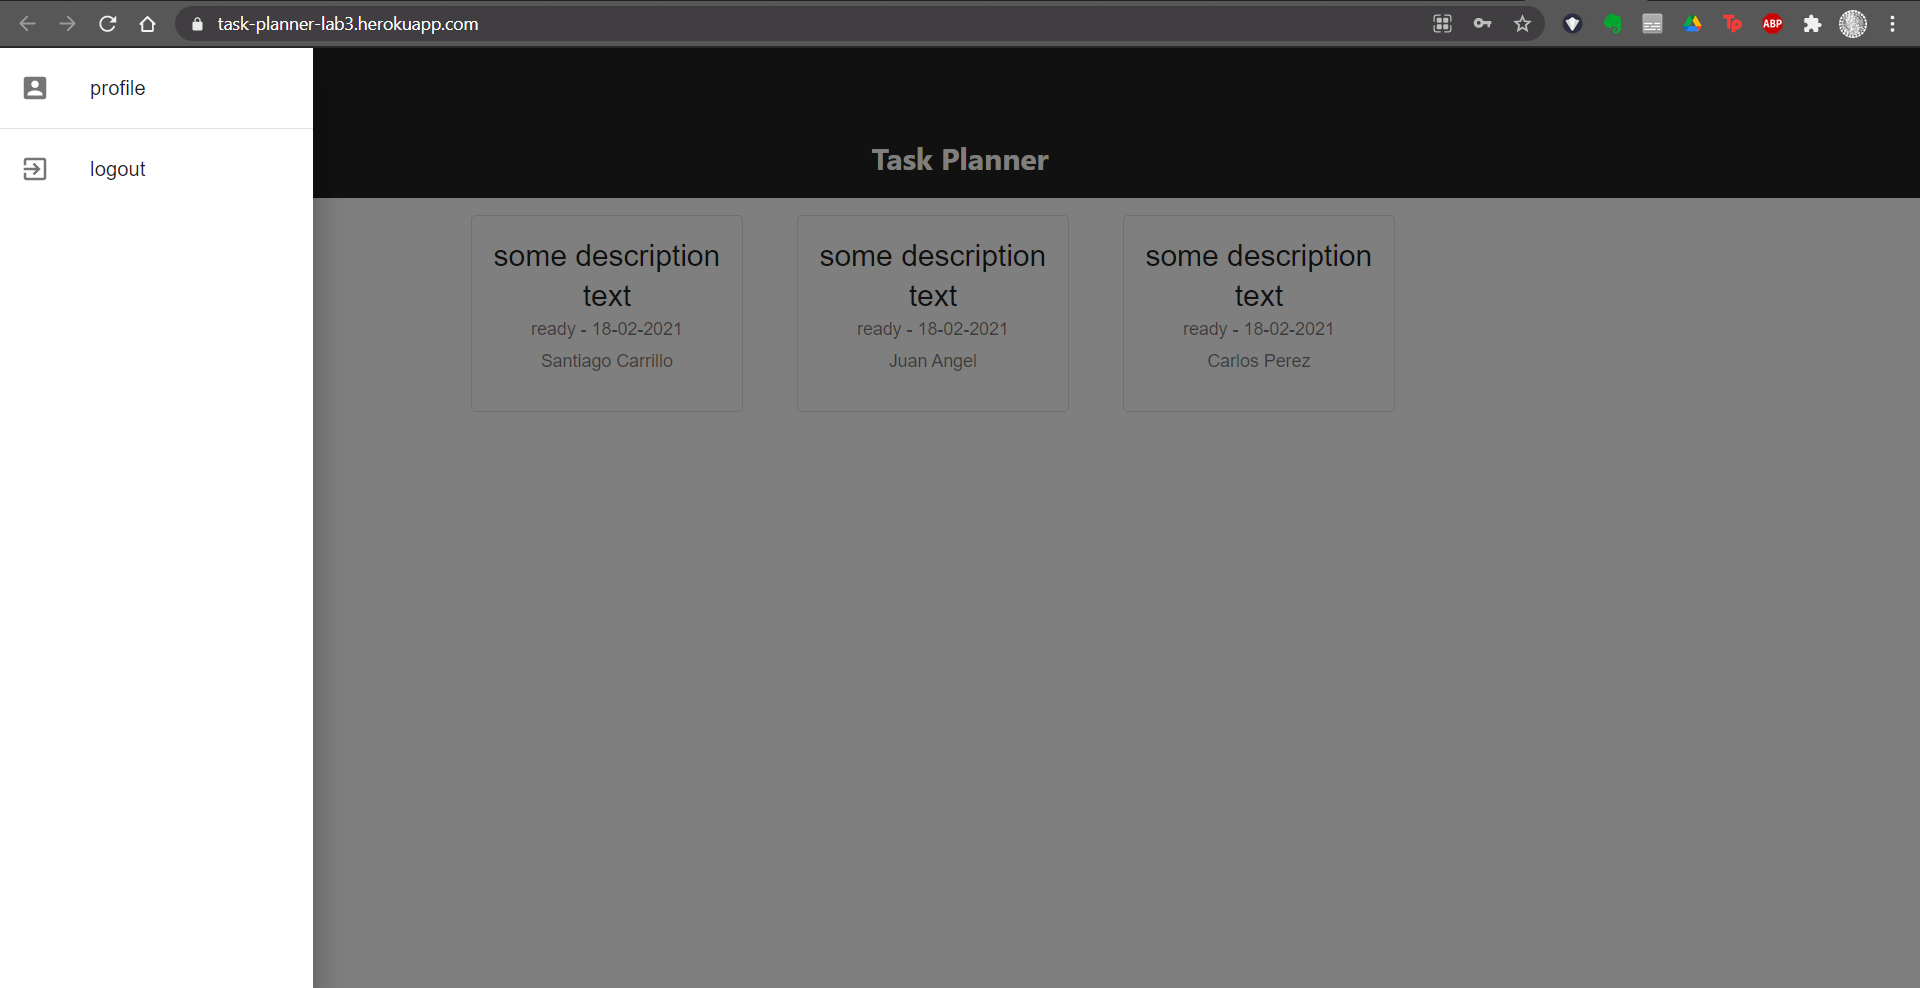 task-planner-lab3.herokuapp.com
Tp
ABP
profile
logout
Task Planner
some description
text
ready - 18-02-2021
Santiago Carrillo
some description
text
ready - 18-02-2021
Juan Angel
some description
text
ready - 18-02-2021
Carlos Perez